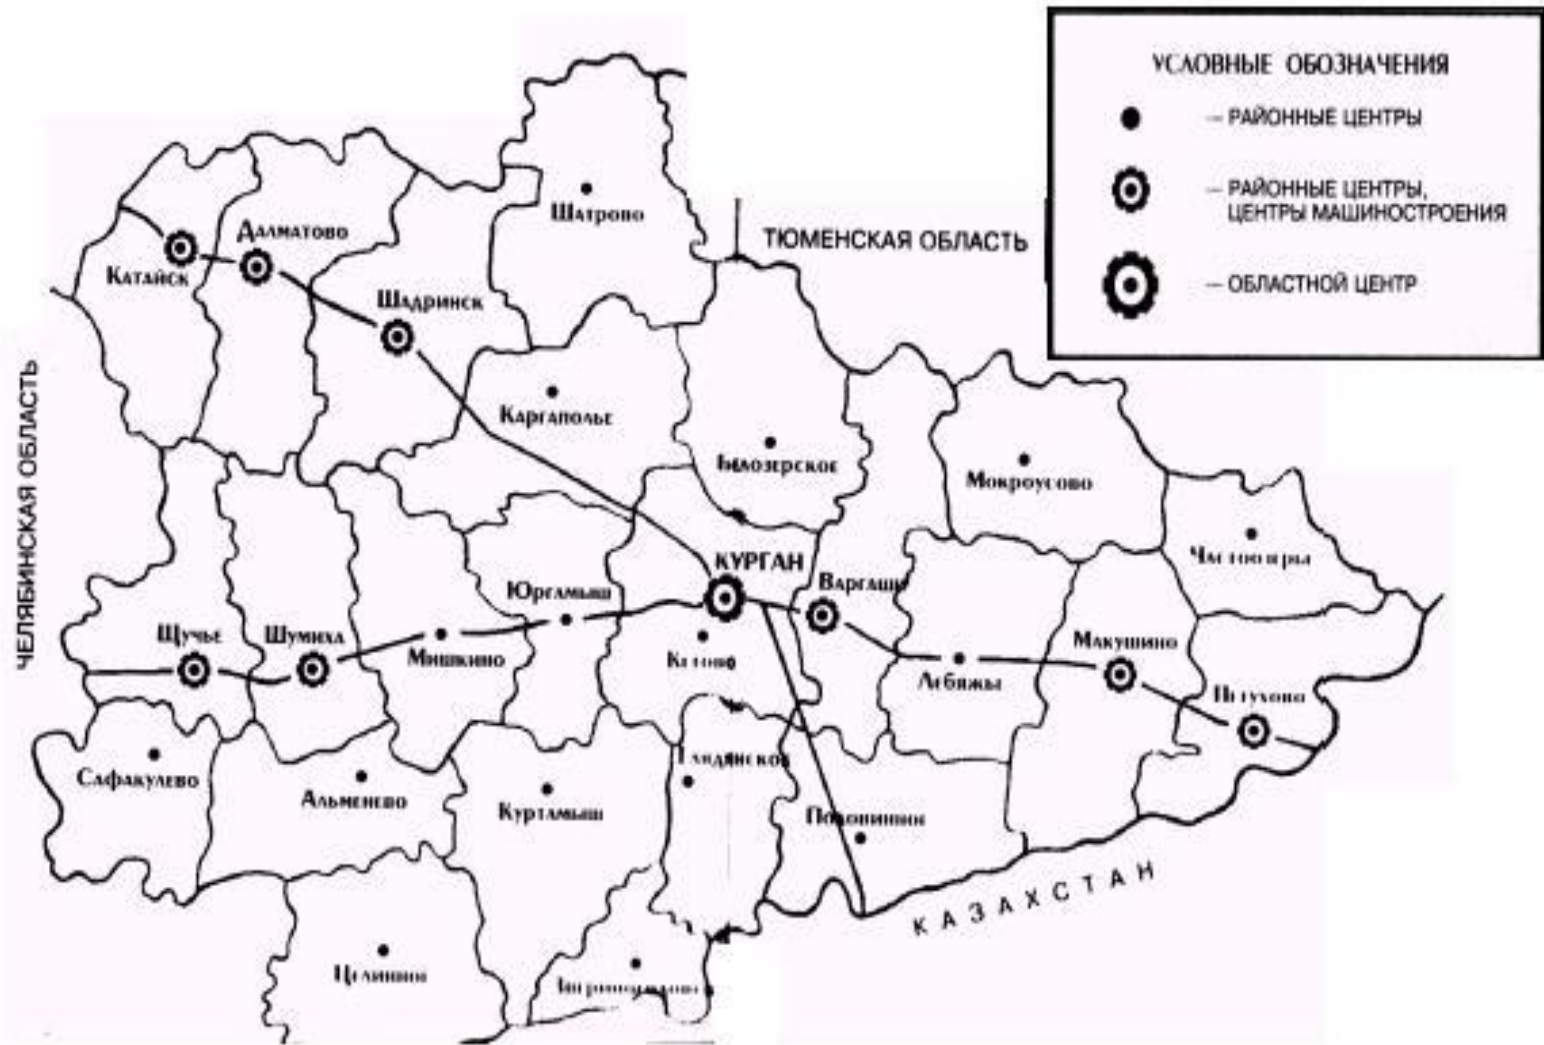 УСЛОВНЫЕ ОБОЗНАЧЕНИЯ
– РАЙОННЫЕ ЦЕНТРЫ
– РАЙОННЫЕ ЦЕНТРЫ,
ЦЕНТРЫ МАШИНОСТРОЕНИЯ
– ОБЛАСТНОЙ ЦЕНТР
ТЮМЕНСКАЯ ОБЛАСТЬ
ЧЕЛЯБИНСКАЯ ОБЛАСТЬ
КАЗАХСТАН
Шатрово
Далматово
Катайск
Шадринск
Каргаполье
Белозерское
Мокроусово
КУРГАН
Варгаши
Юргамыш
Щучье
Шумиха
Мишкино
Макушино
Лебяжье
Петухово
Сафакулево
Альменево
Куртамыш